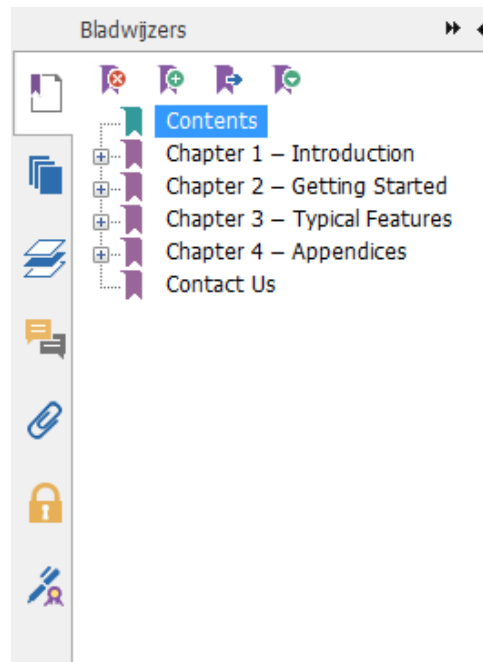 Bladwijzers
Contents
Chapter 1 – Introduction
Chapter 2 – Getting Started
Chapter 3 – Typical Features
Chapter 4 – Appendices
Contact Us